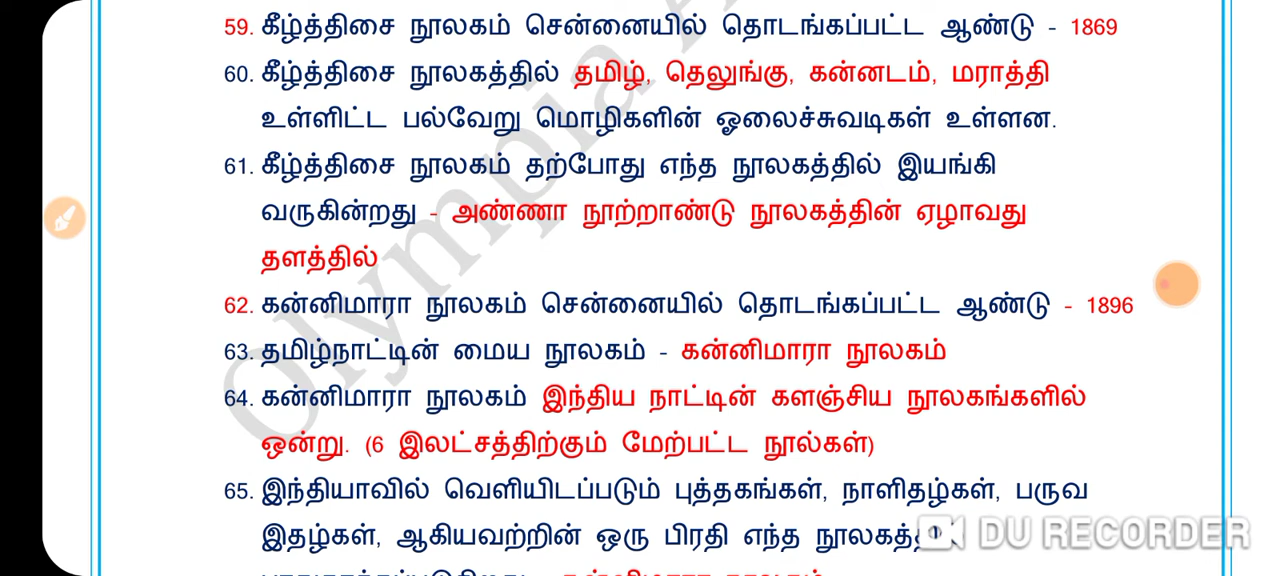 59. கீழ்த்திசை நூலகம் சென்னையில் தொடங்கப்பட்ட ஆண்டு - 1869
60. கீழ்த்திசை நூலகத்தில் தமிழ், தெலுங்கு, கன்னடம், மராத்தி
உள்ளிட்ட பல்வேறு மொழிகளின் ஓலைச்சுவடிகள் உள்ளன.
61. கீழ்த்திசை நூலகம் தற்போது எந்த நூலகத்தில் இயங்கி
வருகின்றது - அண்ணா நூற்றாண்டு நூலகத்தின் ஏழாவது
தளத்தில்
62. கன்னிமாரா நூலகம் சென்னையில் தொடங்கப்பட்ட ஆண்டு - 1896
63. தமிழ்நாட்டின் மைய நூலகம் - கன்னிமாரா நூலகம்
64. கன்னிமாரா நூலகம் இந்திய நாட்டின் களஞ்சிய நூலகங்களில்
ஒன்று. (6 இலட்சத்திற்கும் மேற்பட்ட நூல்கள்)
65. இந்தியாவில் வெளியிடப்படும் புத்தகங்கள், நாளிதழ்கள், பருவ
இதழ்கள், ஆகியவற்றின் ஒரு பிரதி எந்த
Olympia
DU RECORDER